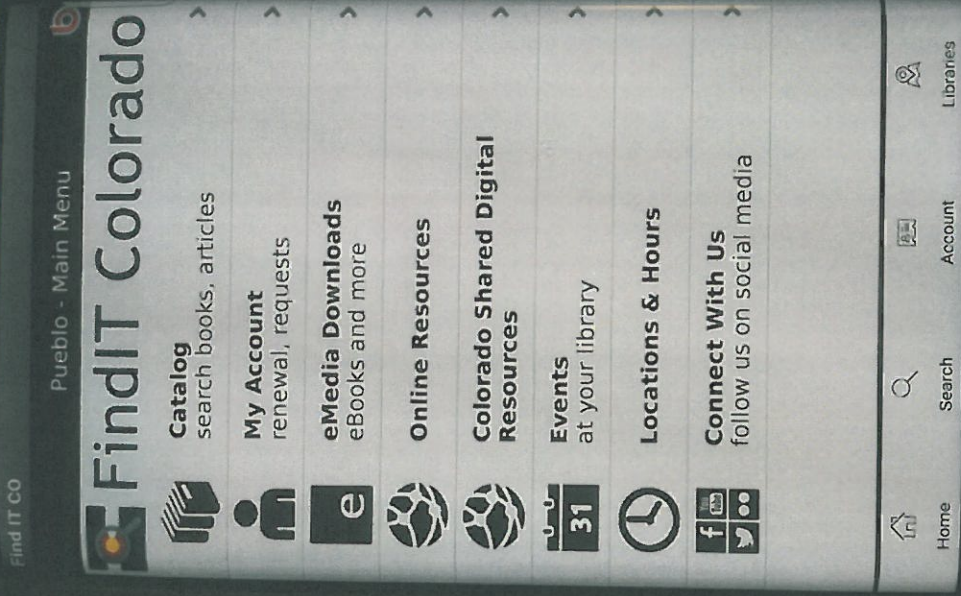 Find IT CO
Pueblo - Main Menu
FindIT Colorado
Catalog
search books, articles
My Account
renewal, requests
e
eMedia Downloads
eBooks and more
Online Resources
Colorado Shared Digital
Resources
31
Events
at your library
Locations & Hours
f
You
Tube
Connect With Us
follow us on social media
Home
Search
Account
Libraries